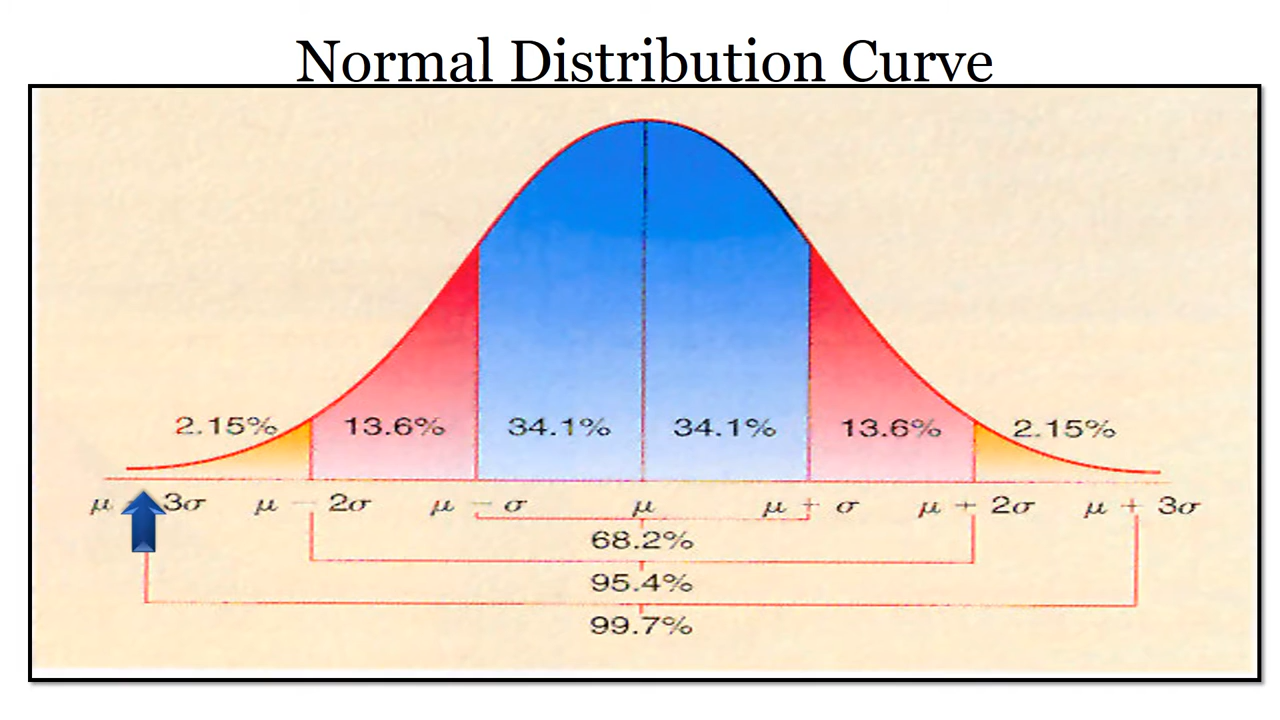 Normal Distribution Curve
2.15% 13.6% 34.1% 34.1% 13.6% 2.15%
μ 3σ μ − 2σ μ − σ μ μ + σ μ + 2σ μ + 3σ
68.2%
95.4%
99.7%